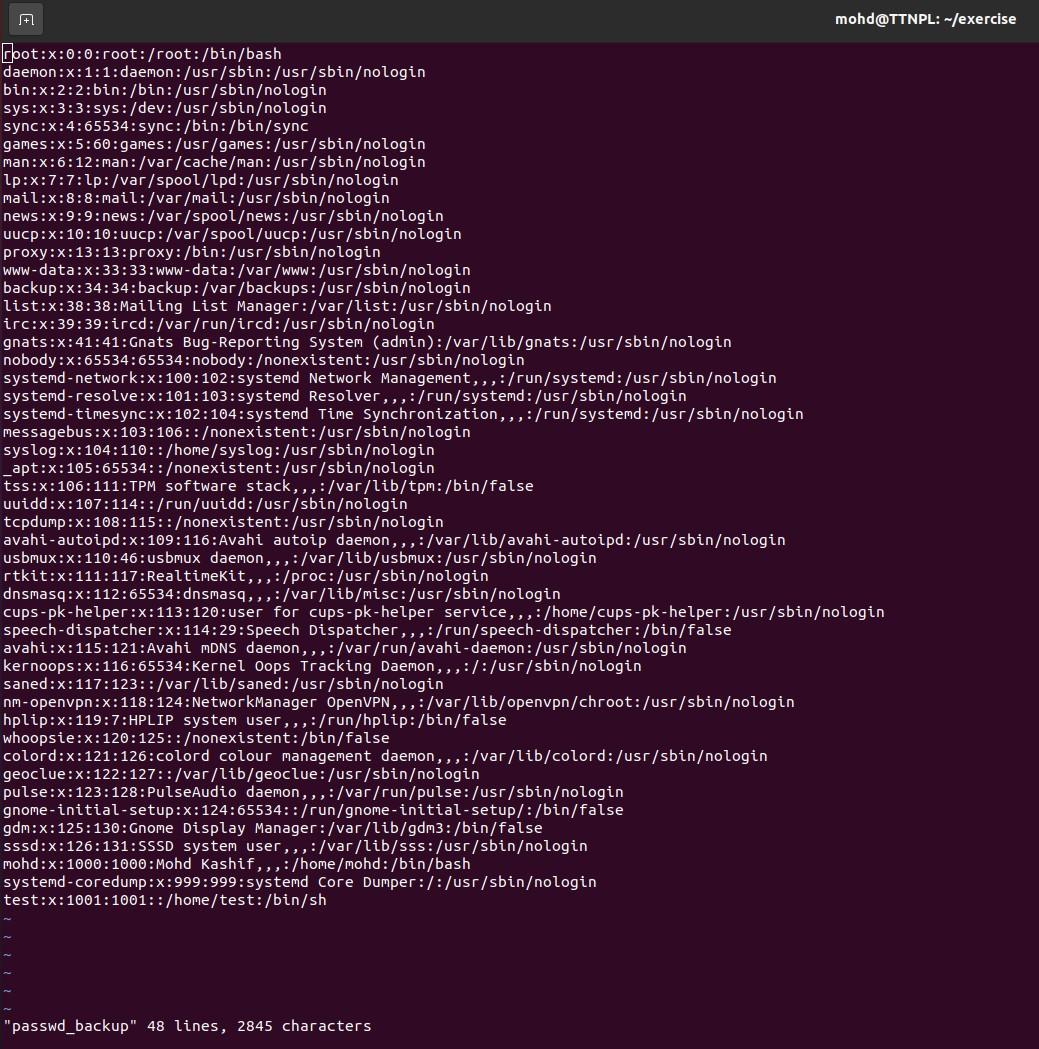 mohd@TTNPL: ~/exercise
root:x:0:0:root:/root:/bin/bash
daemon:x:1:1:daemon:/usr/sbin:/usr/sbin/nologin
bin:x:2:2:bin:/bin:/usr/sbin/nologin
sys:x:3:3:sys:/dev:/usr/sbin/nologin
sync:x:4:65534:sync:/bin:/bin/sync
games:x:5:60:games:/usr/games:/usr/sbin/nologin
man:x:6:12:man:/var/cache/man:/usr/sbin/nologin
lp:x:7:7:lp:/var/spool/lpd:/usr/sbin/nologin
mail:x:8:8:mail:/var/mail:/usr/sbin/nologin
news:x:9:9:news:/var/spool/news:/usr/sbin/nologin
uucp:x:10:10:uucp:/var/spool/uucp:/usr/sbin/nologin
proxy:x:13:13:proxy:/bin:/usr/sbin/nologin
www-data:x:33:33:www-data:/var/www:/usr/sbin/nologin
backup:x:34:34:backup:/var/backups:/usr/sbin/nologin
list:x:38:38:Mailing List Manager:/var/list:/usr/sbin/nologin
irc:x:39:39:ircd:/var/run/ircd:/usr/sbin/nologin
gnats:x:41:41:Gnats Bug-Reporting System (admin):/var/lib/gnats:/usr/sbin/nologin
nobody:x:65534:65534:nobody:/nonexistent:/usr/sbin/nologin
systemd-network:x:100:102:systemd Network Management,,,:/run/systemd:/usr/sbin/nologin
systemd-resolve:x:101:103:systemd Resolver,,,:/run/systemd:/usr/sbin/nologin
systemd-timesync:x:102:104:systemd Time Synchronization,,,:/run/systemd:/usr/sbin/nologin
messagebus:x:103:106::/nonexistent:/usr/sbin/nologin
syslog:x:104:110::/home/syslog:/usr/sbin/nologin
_apt:x:105:65534::/nonexistent:/usr/sbin/nologin
tss:x:106:111:TPM software stack,,,:/var/lib/tpm:/bin/false
uuidd:x:107:114::/run/uuidd:/usr/sbin/nologin
tcpdump:x:108:115::/nonexistent:/usr/sbin/nologin
avahi-autoipd:x:109:116:Avahi autoip daemon,,,:/var/lib/avahi-autoipd:/usr/sbin/nologin
usbmux:x:110:46:usbmux daemon,,,:/var/lib/usbmux:/usr/sbin/nologin
rtkit:x:111:117:RealtimeKit,,,:/proc:/usr/sbin/nologin
dnsmasq:x:112:65534:dnsmasq,,,:/var/lib/misc:/usr/sbin/nologin
cups-pk-helper:x:113:120:user for cups-pk-helper service,,,:/home/cups-pk-helper:/usr/sbin/nologin
speech-dispatcher:x:114:29:Speech Dispatcher,,,:/run/speech-dispatcher:/bin/false
avahi:x:115:121:Avahi mDNS daemon,,,:/var/run/avahi-daemon:/usr/sbin/nologin
kernoops:x:116:65534:Kernel Oops Tracking Daemon,,,:/:/usr/sbin/nologin
saned:x:117:123::/var/lib/saned:/usr/sbin/nologin
nm-openvpn:x:118:124:NetworkManager OpenVPN,,,:/var/lib/openvpn/chroot:/usr/sbin/nologin
hplip:x:119:7:HPLIP system user,,,:/run/hplip:/bin/false
whoopsie:x:120:125::/nonexistent:/bin/false
colord:x:121:126:colord colour management daemon,,,:/var/lib/colord:/usr/sbin/nologin
geoclue:x:122:127::/var/lib/geoclue:/usr/sbin/nologin
pulse:x:123:128:PulseAudio daemon,,,:/var/run/pulse:/usr/sbin/nologin
gnome-initial-setup:x:124:65534::/run/gnome-initial-setup/:/bin/false
gdm:x:125:130:Gnome Display Manager:/var/lib/gdm3:/bin/false
sssd:x:126:131:SSSD system user,,,:/var/lib/sss:/usr/sbin/nologin
mohd:x:1000:1000:Mohd Kashif,,,:/home/mohd:/bin/bash
systemd-coredump:x:999:999:systemd Core Dumper:/:/usr/sbin/nologin
test:x:1001:1001::/home/test:/bin/sh
~
~
~
~
~
~
"passwd_backup" 48 lines, 2845 characters